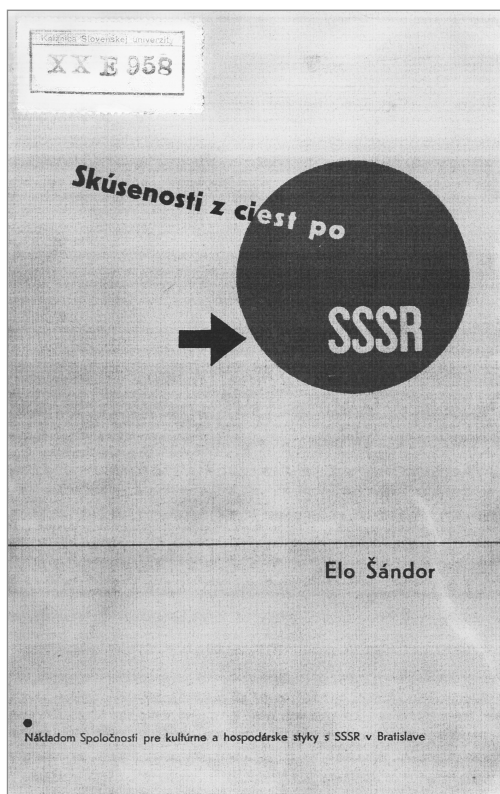 Knižnica Slovenskej univerzity
XX E 958
Skúsenosti z ciest po
SSSR
Elo Šándor
Nákladom Spoločnosti pre kultúrne a hospodárske styky s SSSR v Bratislave